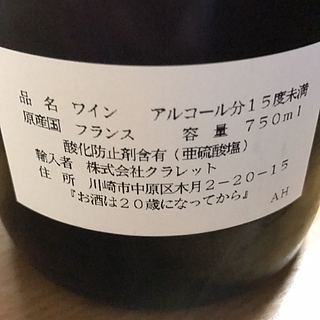 品 名 ワイン アルコール分15度未満
原産国 フランス 容 量 750ml
酸化防止剤含有(亜硫酸塩)
輸入者 株式会社クラレット
住 所 川崎市中原区木月2-20-15
『お酒は20歳になってから』 AH